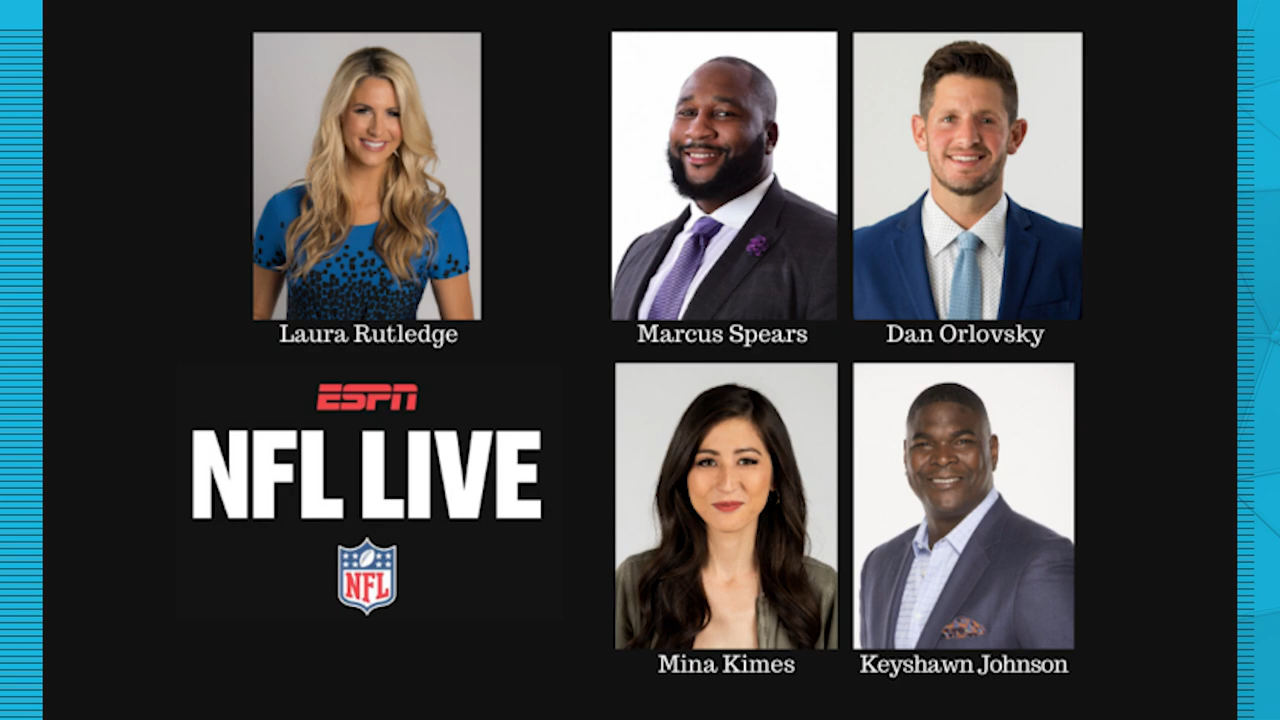 Laura Rutledge
Marcus Spears
Dan Orlovsky
ESPN
NFL LIVE
NFL
Mina Kimes
Keyshawn Johnson